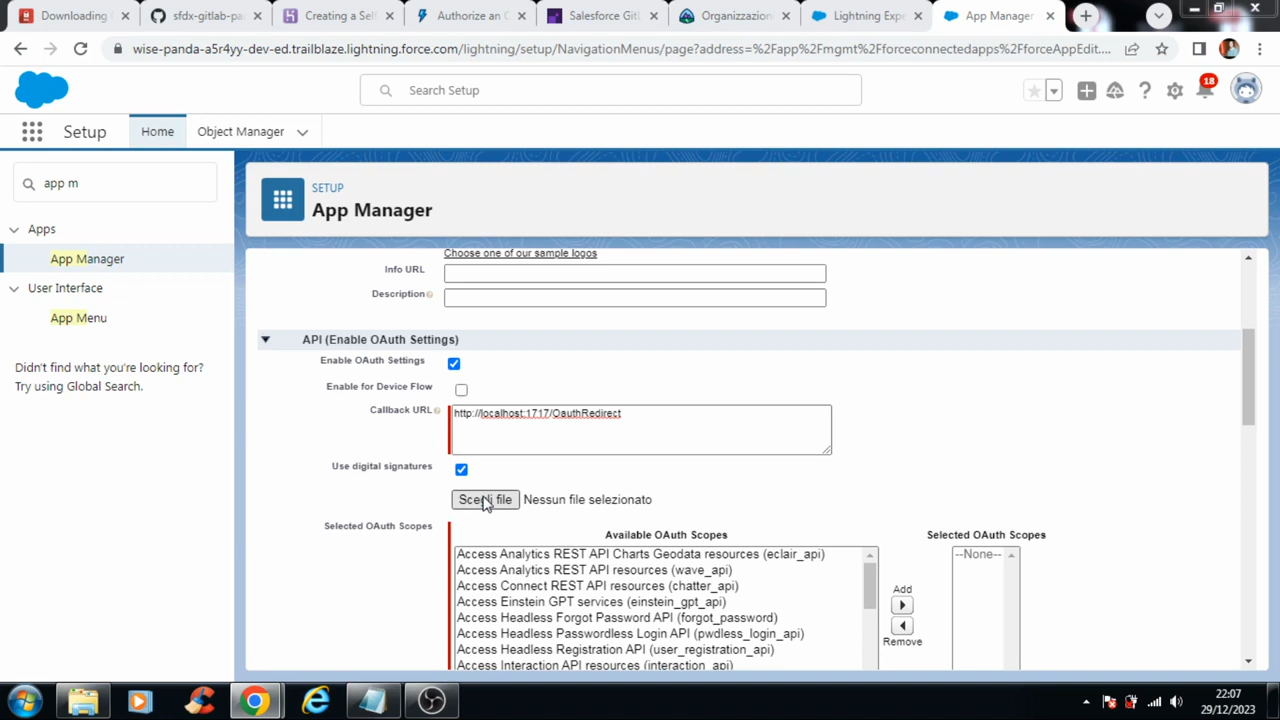 Downloading
sfdx-gitlab-pa
Creating a Self
Authorize an C
Salesforce Gitl
Organizzazion
Lightning Expe
App Manager
wise-panda-a5r4yy-dev-ed.trailblaze.lightning.force.com/lightning/setup/NavigationMenus/page?address=%2Fapp%2Fmgmt%2Fforceconnectedapps%2FforceAppEdit....
Search Setup
18
Setup
Home
Object Manager
app m
Apps
App Manager
User Interface
App Menu
Didn't find what you're looking for?
Try using Global Search.
SETUP
App Manager
Choose one of our sample logos
Info URL
Description
API (Enable OAuth Settings)
Enable OAuth Settings
Enable for Device Flow
Callback URL
http://localhost:1717/OauthRedirect
Use digital signatures
Scegli file Nessun file selezionato
Selected OAuth Scopes
Available OAuth Scopes
Selected OAuth Scopes
Access Analytics REST API Charts Geodata resources (eclair_api)
Access Analytics REST API resources (wave_api)
Access Connect REST API resources (chatter_api)
Access Einstein GPT services (einstein_gpt_api)
Access Headless Forgot Password API (forgot_password)
Access Headless Passwordless Login API (pwdless_login_api)
Access Headless Registration API (user_registration_api)
Access Interaction API resources (interaction_api)
--None--
Add
Remove
22:07
29/12/2023